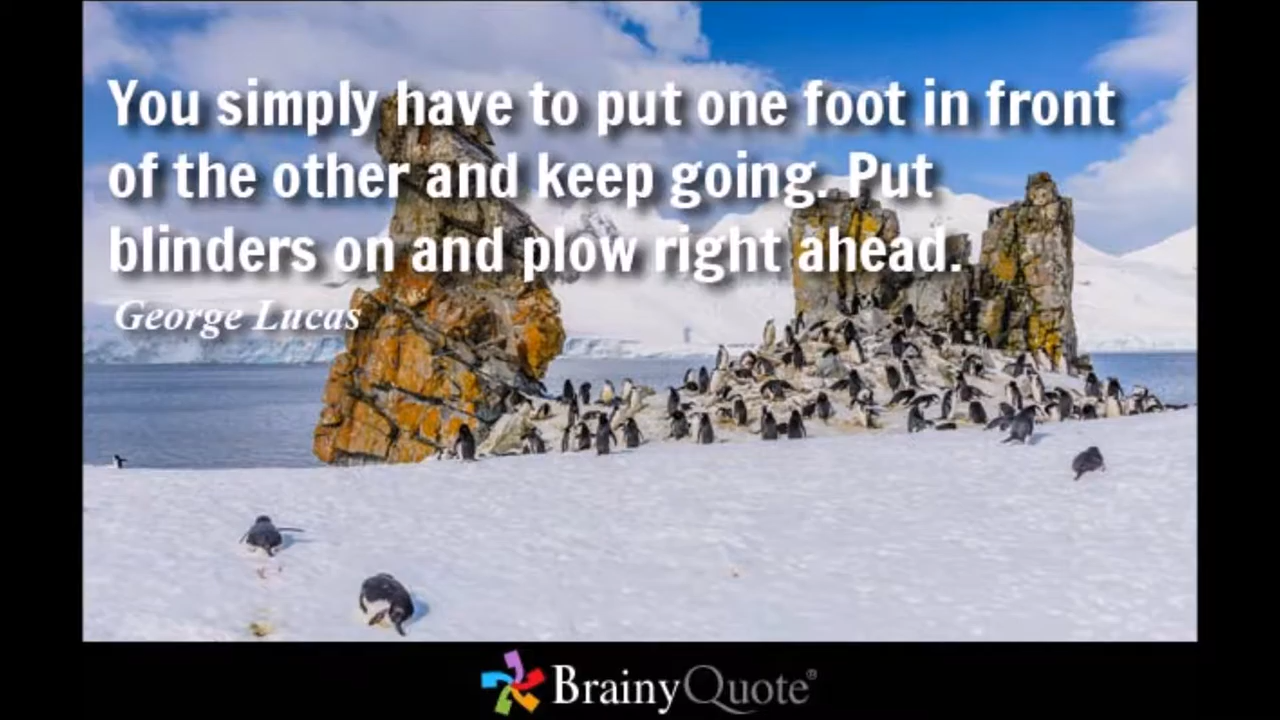 You simply have to put one foot in front
of the other and keep going. Put
blinders on and plow right ahead.
George Lucas
BrainyQuote®